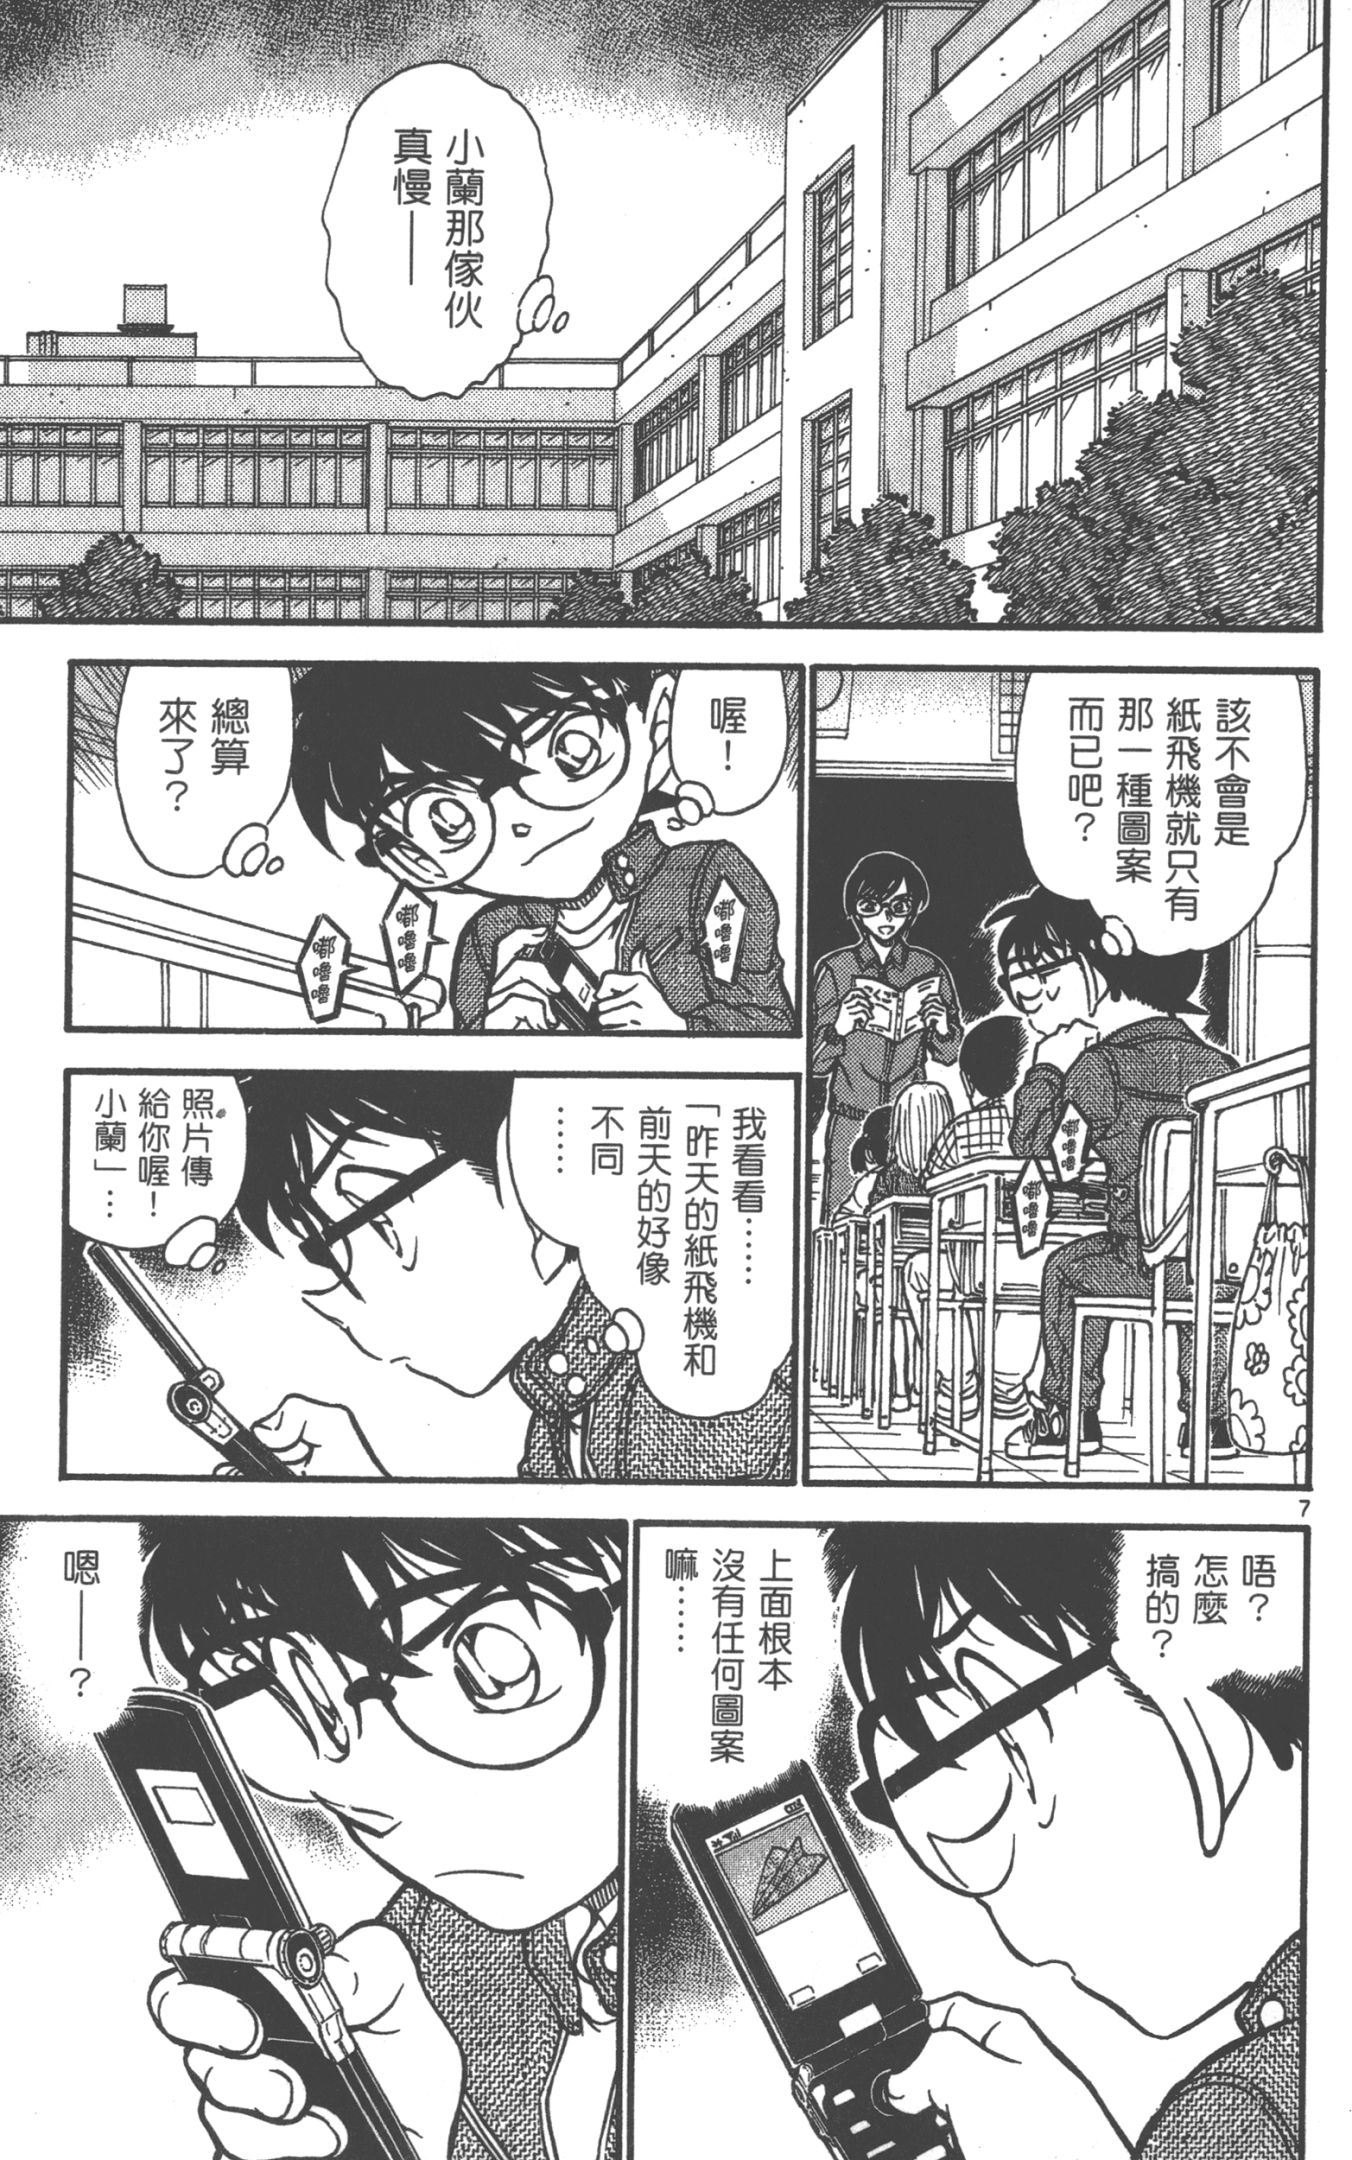 小蘭那傢伙
真慢——
該不會是
紙飛機就只有
那一種圖案
而已吧？
こくご
嘟嚕嚕
嘟嚕嚕
喔！
總算
來了？
嘟嚕嚕
嘟嚕嚕
嘟嚕嚕
我看看……
「昨天的紙飛機和
前天的好像
不同
……
照片傳
給你喔！
小蘭」…
7
唔？
怎麼
搞的？
上面根本
沒有任何圖案
嘛……
嗯——？